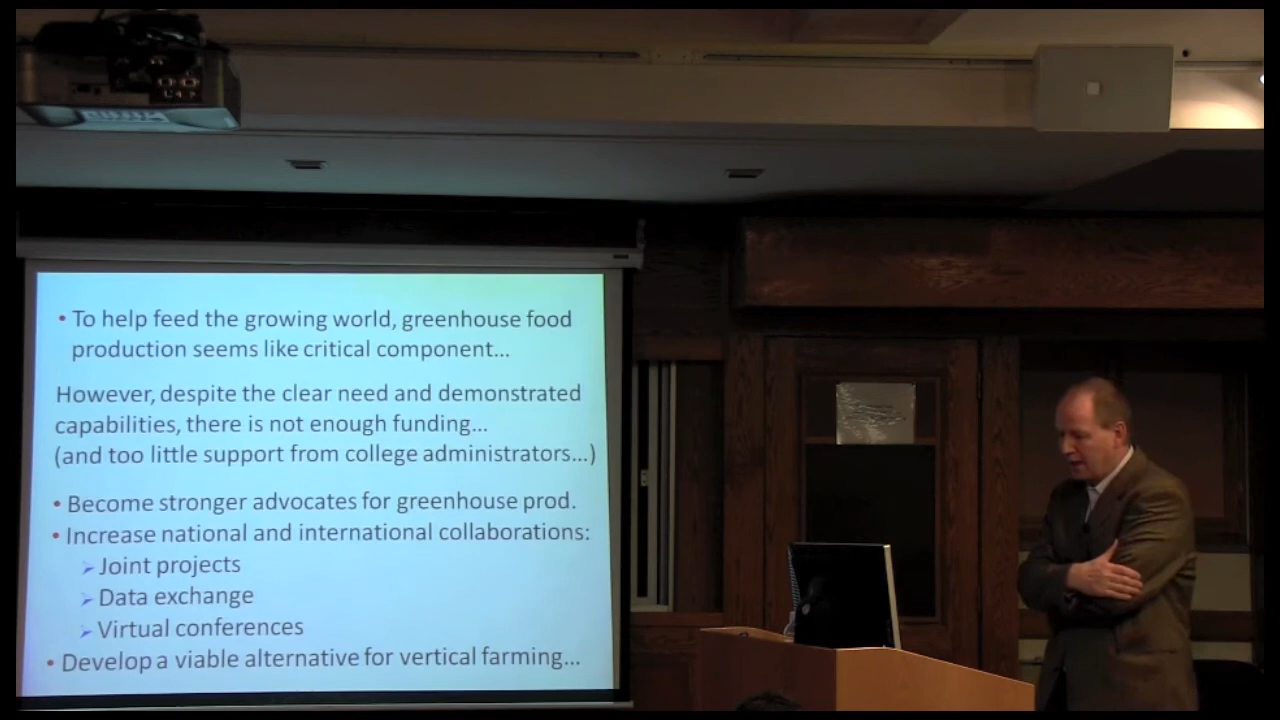 • To help feed the growing world, greenhouse food
production seems like critical component...
However, despite the clear need and demonstrated
capabilities, there is not enough funding...
(and too little support from college administrators...)
• Become stronger advocates for greenhouse prod.
• Increase national and international collaborations:
➢ Joint projects
➢ Data exchange
➢ Virtual conferences
• Develop a viable alternative for vertical farming...